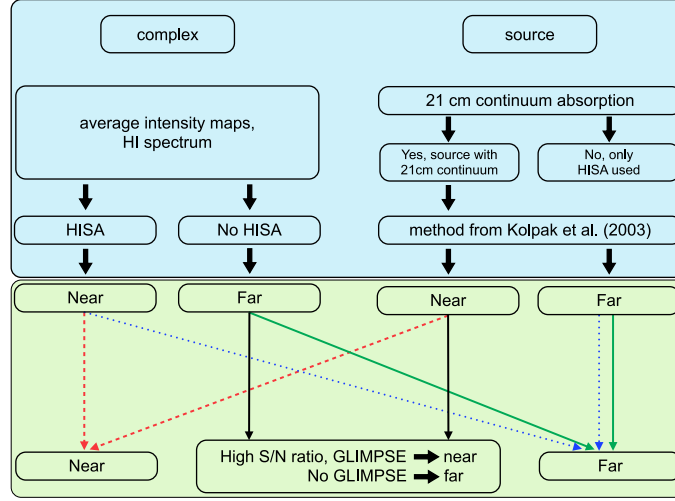 complex
source
average intensity maps,
HI spectrum
21 cm continuum absorption
Yes, source with
21cm continuum
No, only
HISA used
HISA
No HISA
method from Kolpak et al. (2003)
Near
Far
Near
Far
Near
High S/N ratio, GLIMPSE near
No GLIMPSE far
Far